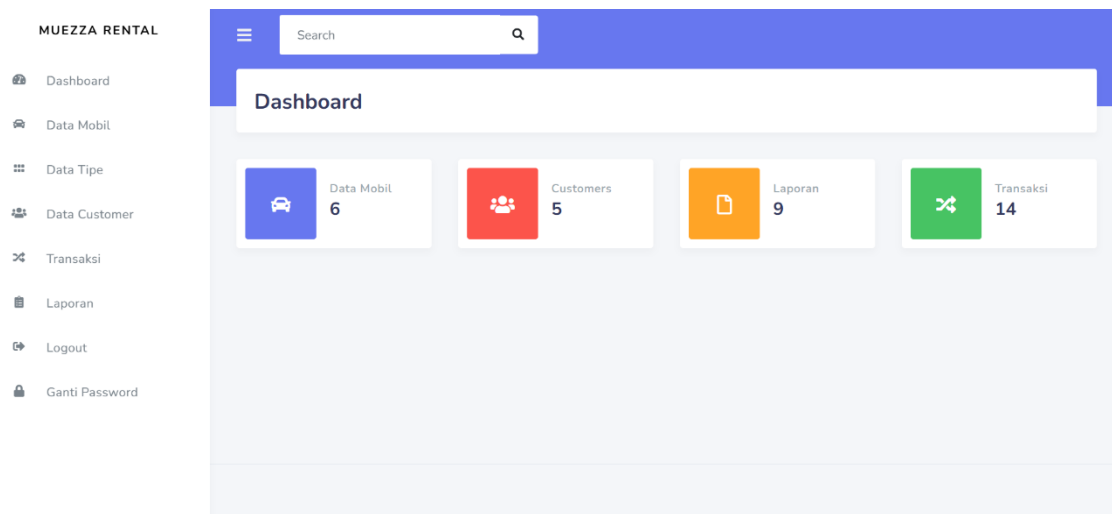 MUEZZA RENTAL
Dashboard
Data Mobil
Data Tipe
Data Customer
Transaksi
Laporan
Logout
Ganti Password
Search
Dashboard
Data Mobil
6
Customers
5
Laporan
9
Transaksi
14